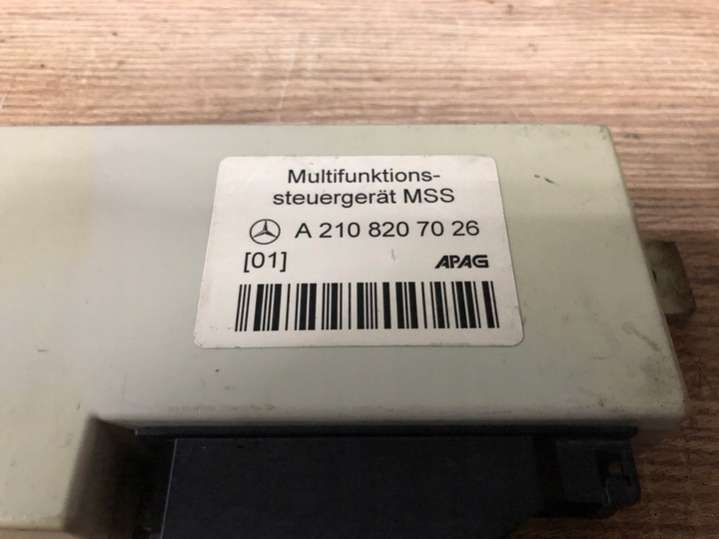 Multifunktions-
steuergerät MSS
A 210 820 70 26
[01] APAG